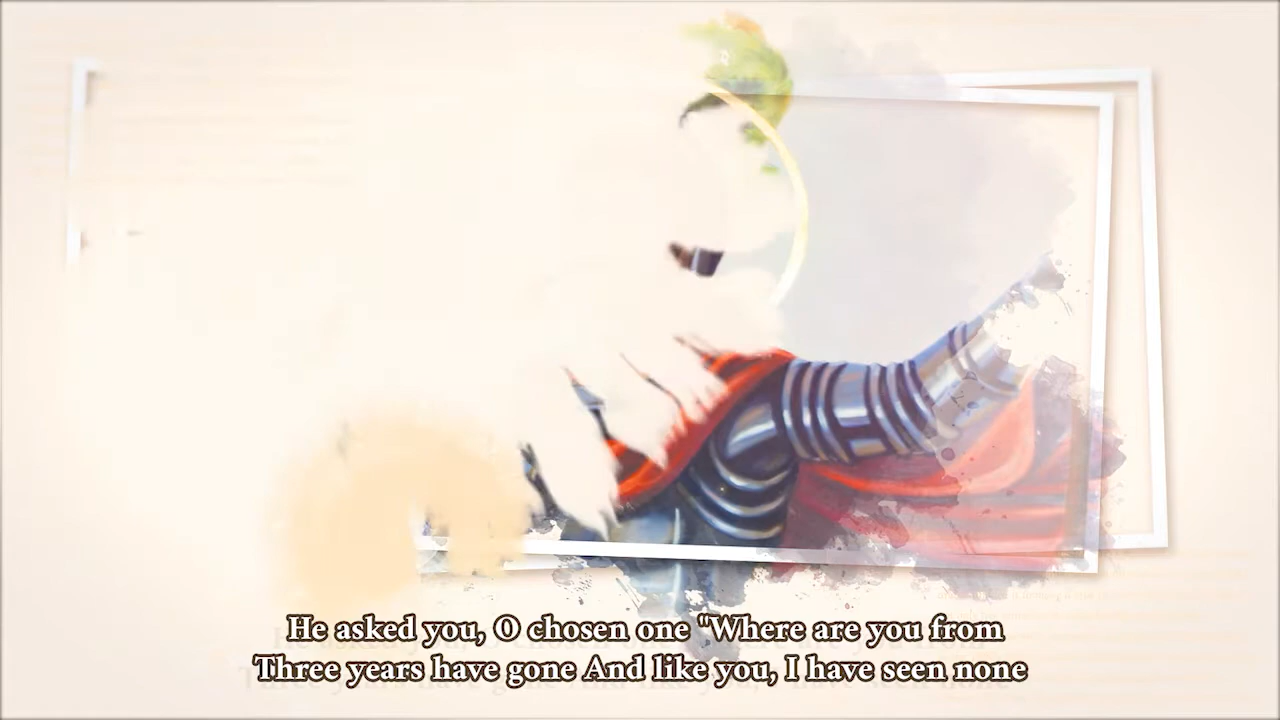 He asked you, O chosen one "Where are you from
Three years have gone And like you, I have seen none